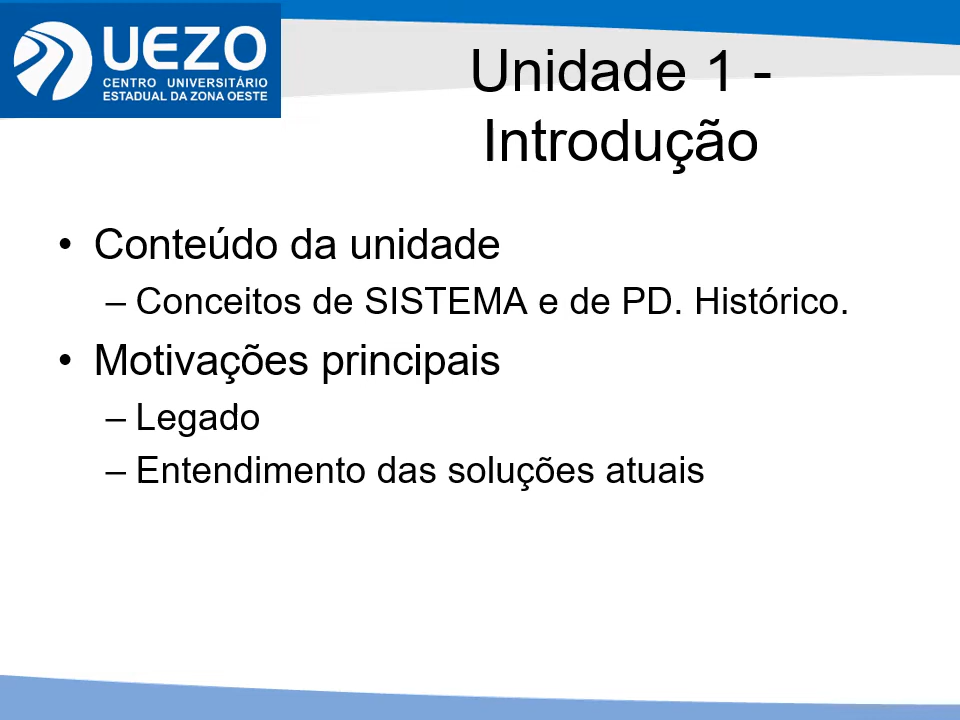 UEZO
CENTRO UNIVERSITÁRIO
ESTADUAL DA ZONA OESTE
Unidade 1 -
Introdução
• Conteúdo da unidade
– Conceitos de SISTEMA e de PD. Histórico.
• Motivações principais
– Legado
– Entendimento das soluções atuais